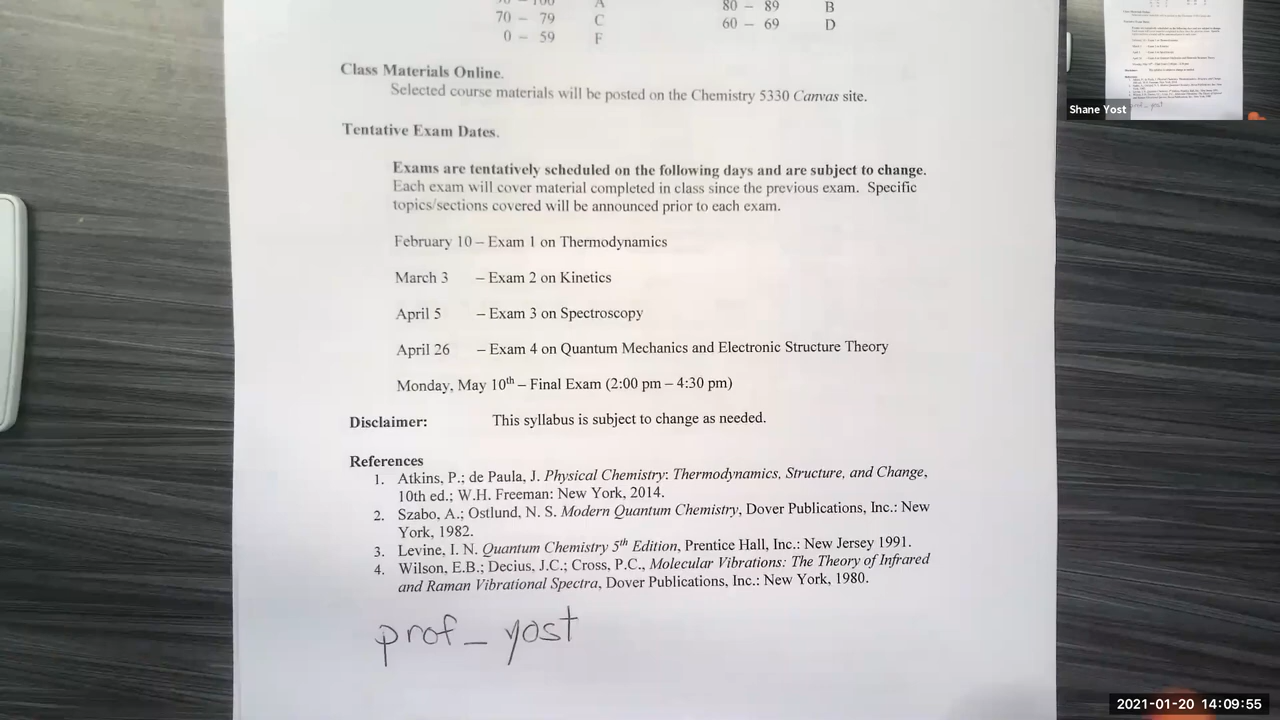 A
80 – 89 B
70 – 79 C
60 – 69 D
0 – 59 F
Class Materials Online.
Selected course materials will be posted on the Chemistry 5330 Canvas site.
Tentative Exam Dates.
Exams are tentatively scheduled on the following days and are subject to change.
Each exam will cover material completed in class since the previous exam. Specific
topics/sections covered will be announced prior to each exam.
February 10 – Exam 1 on Thermodynamics
March 3 – Exam 2 on Kinetics
April 5 – Exam 3 on Spectroscopy
April 26 – Exam 4 on Quantum Mechanics and Electronic Structure Theory
Monday, May 10th – Final Exam (2:00 pm – 4:30 pm)
Disclaimer: This syllabus is subject to change as needed.
References
1. Atkins, P.; de Paula, J. Physical Chemistry: Thermodynamics, Structure, and Change,
10th ed.; W.H. Freeman: New York, 2014.
2. Szabo, A.; Ostlund, N. S. Modern Quantum Chemistry, Dover Publications, Inc.: New
York, 1982.
3. Levine, I. N. Quantum Chemistry 5th Edition, Prentice Hall, Inc.: New Jersey 1991.
4. Wilson, E.B.; Decius, J.C.; Cross, P.C., Molecular Vibrations: The Theory of Infrared
and Raman Vibrational Spectra, Dover Publications, Inc.: New York, 1980.
prof_yost
Shane Yost
2021-01-20 14:09:55